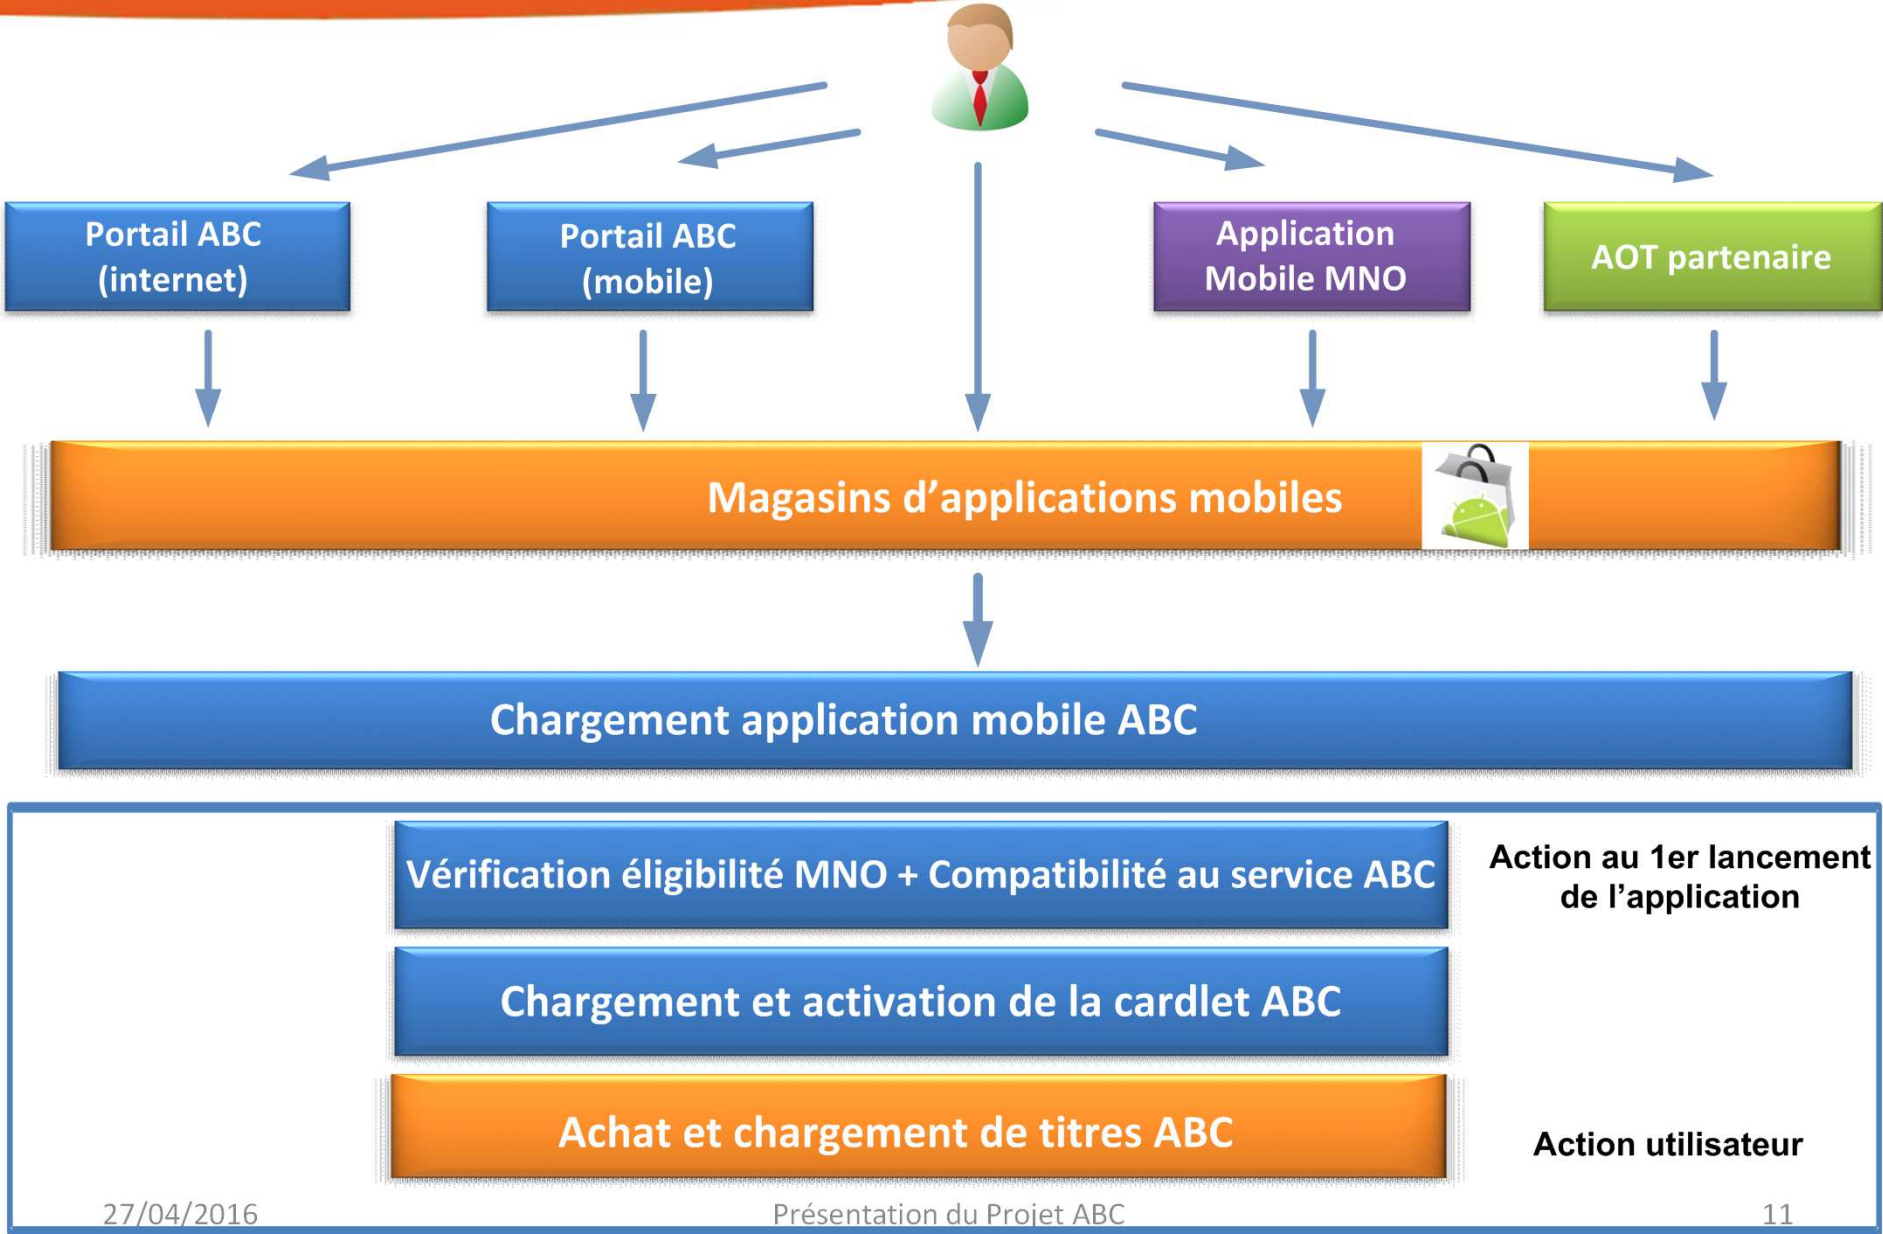 Portail ABC
(internet)
Portail ABC
(mobile)
Application
Mobile MNO
AOT partenaire
Magasins d’applications mobiles
Chargement application mobile ABC
Vérification éligibilité MNO + Compatibilité au service ABC
Action au 1er lancement
de l’application
Chargement et activation de la cardlet ABC
Achat et chargement de titres ABC
Action utilisateur
27/04/2016
Présentation du Projet ABC
11